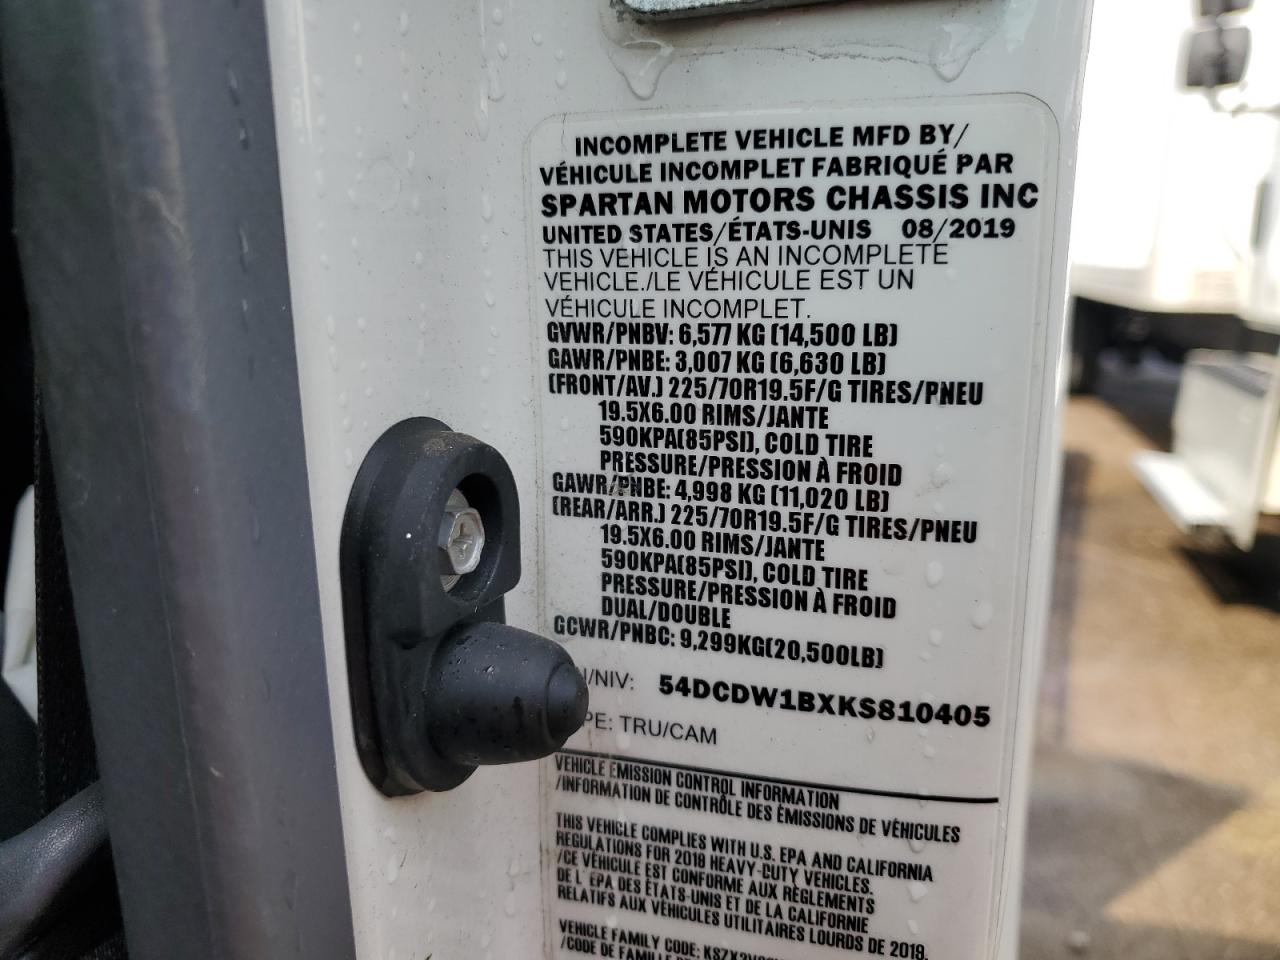 INCOMPLETE VEHICLE MFD BY/
VÉHICULE INCOMPLET FABRIQUÉ PAR
SPARTAN MOTORS CHASSIS INC
UNITED STATES/ÉTATS-UNIS 08/2019
THIS VEHICLE IS AN INCOMPLETE
VEHICLE./LE VÉHICULE EST UN
VÉHICULE INCOMPLET.
GVWR/PNBV: 6,577 KG (14,500 LB)
GAWR/PNBE: 3,007 KG (6,630 LB)
(FRONT/AV.) 225/70R19.5F/G TIRES/PNEU
19.5X6.00 RIMS/JANTE
590KPA(85PSI), COLD TIRE
PRESSURE/PRESSION À FROID
GAWR/PNBE: 4,998 KG (11,020 LB)
(REAR/ARR.) 225/70R19.5F/G TIRES/PNEU
19.5X6.00 RIMS/JANTE
590KPA(85PSI), COLD TIRE
PRESSURE/PRESSION À FROID
DUAL/DOUBLE
GCWR/PNBC: 9,299KG(20,500LB)
/NIV: 54DCDW1BXKS810405
PE: TRU/CAM
VEHICLE EMISSION CONTROL INFORMATION
/INFORMATION DE CONTRÔLE DES ÉMISSIONS DE VÉHICULES
THIS VEHICLE COMPLIES WITH U.S. EPA AND CALIFORNIA
REGULATIONS FOR 2019 HEAVY-DUTY VEHICLES.
/CE VÉHICULE EST CONFORME AUX RÈGLEMENTS
DE L'EPA DES ÉTATS-UNIS ET DE LA CALIFORNIE
RELATIFS AUX VÉHICULES UTILITAIRES LOURDS DE 2019.
VEHICLE FAMILY CODE:
/CODE DE FAMILLE